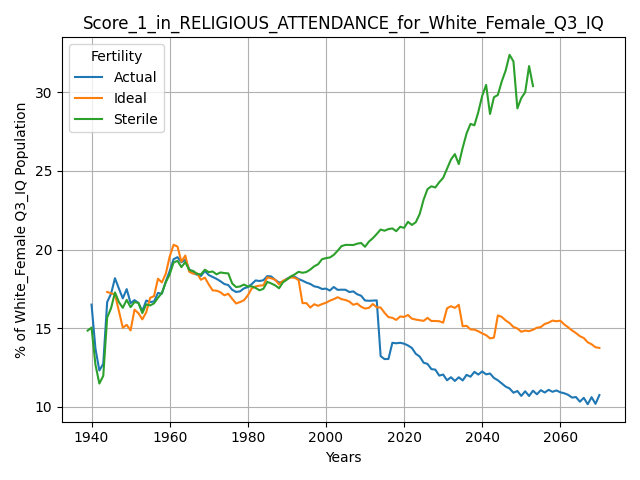 Score_1_in_RELIGIOUS_ATTENDANCE_for_White_Female_Q3_IQ
Fertility
Actual
Ideal
Sterile
% of White_Female Q3_IQ Population
30
25
20
15
10
1940
1960
1980
2000
2020
2040
2060
Years